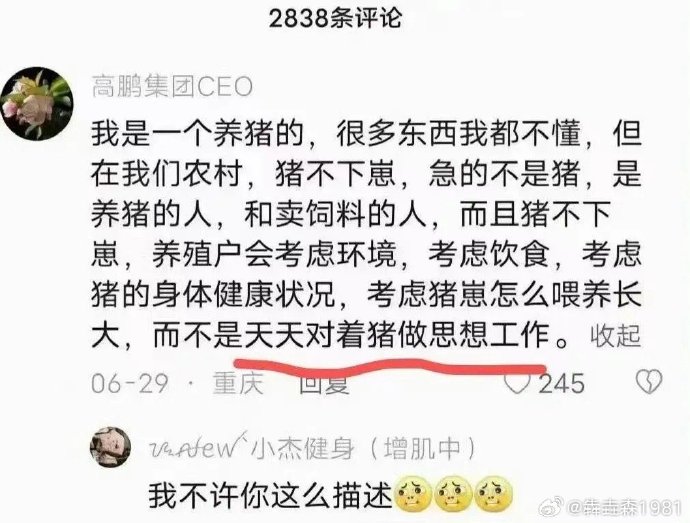 2838条评论
高鹏集团CEO
我是一个养猪的，很多东西我都不懂，但
在我们农村，猪不下崽，急的不是猪，是
养猪的人，和卖饲料的人，而且猪不下
崽，养殖户会考虑环境，考虑饮食，考虑
猪的身体健康状况，考虑猪崽怎么喂养长
大，而不是天天对着猪做思想工作。收起
06-29 · 重庆 回复 245
小杰健身（增肌中）
我不许你这么描述😢😢😢
@犇壵森1981